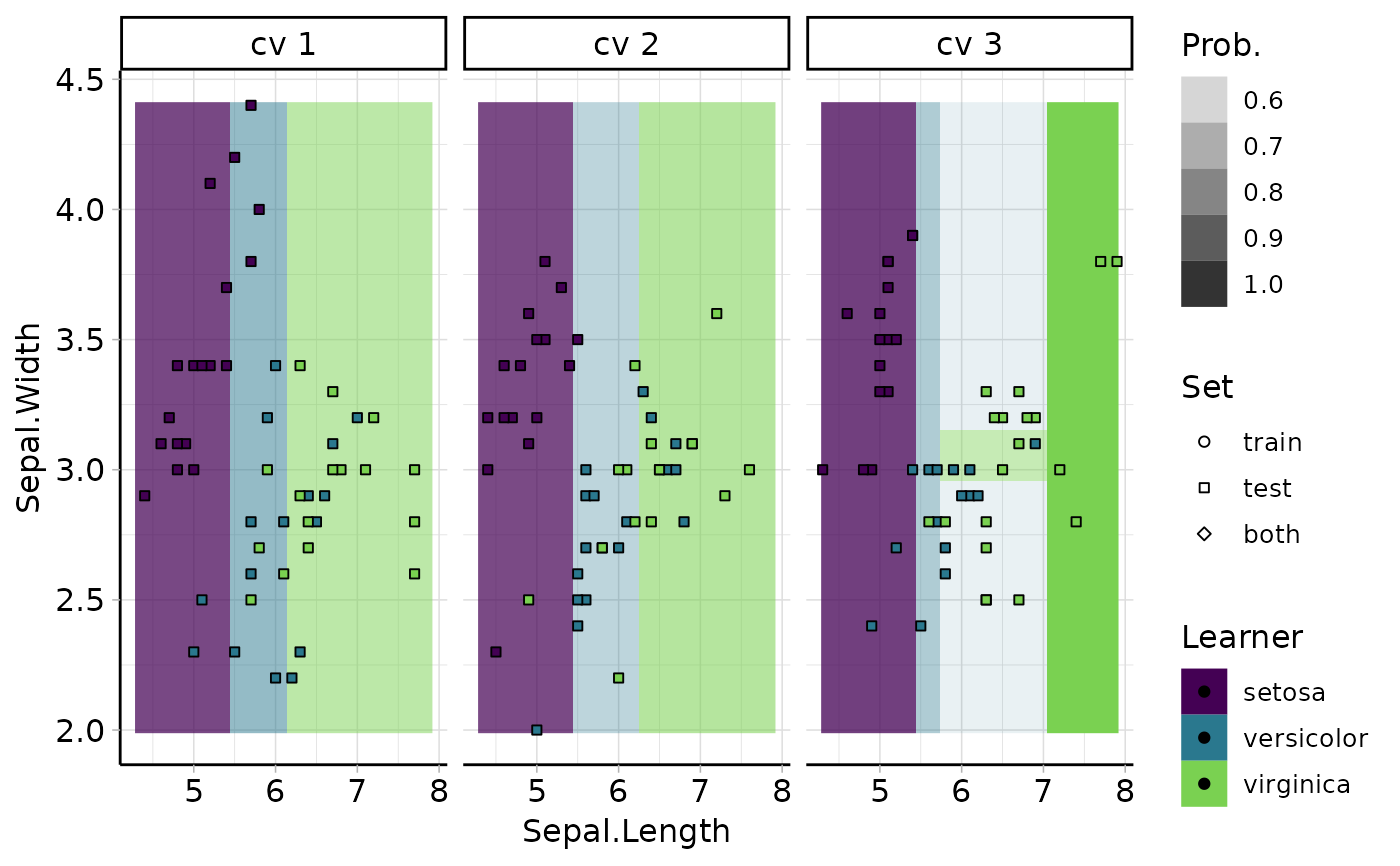 cv 1
cv 2
cv 3
Sepal.Width
4.5
4.0
3.5
3.0
2.5
2.0
5 6 7 8
5 6 7 8
5 6 7 8
Sepal.Length
Prob.
0.6
0.7
0.8
0.9
1.0
Set
train
test
both
Learner
setosa
versicolor
virginica